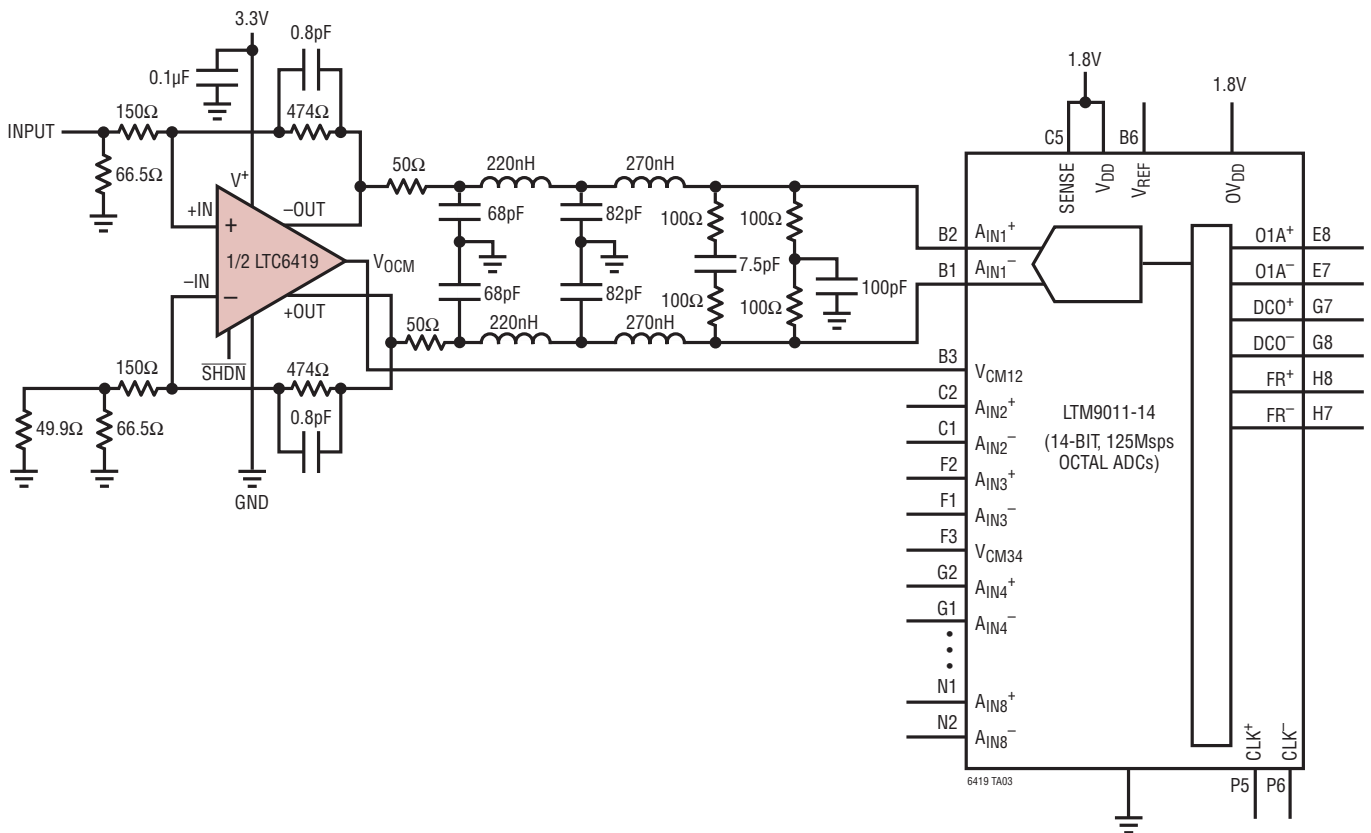 3.3V
0.8pF
0.1µF
150Ω
474Ω
INPUT
66.5Ω
V+
+IN
+
–OUT
1/2 LTC6419
VOCM
–IN
–
+OUT
SHDN
150Ω
474Ω
0.8pF
49.9Ω
66.5Ω
GND
50Ω
220nH
270nH
68pF
82pF
100Ω
100Ω
7.5pF
68pF
82pF
100Ω
100Ω
100pF
50Ω
220nH
270nH
1.8V
1.8V
C5
B6
SENSE
VDD
VREF
OVDD
B2
AIN1+
B1
AIN1–
B3
VCM12
C2
AIN2+
C1
AIN2–
F2
AIN3+
F1
AIN3–
F3
VCM34
G2
AIN4+
G1
AIN4–
N1
AIN8+
N2
AIN8–
LTM9011-14
(14-BIT, 125Msps
OCTAL ADCs)
O1A+
E8
O1A–
E7
DCO+
G7
DCO–
G8
FR+
H8
FR–
H7
CLK+
CLK–
P5
P6
6419 TA03